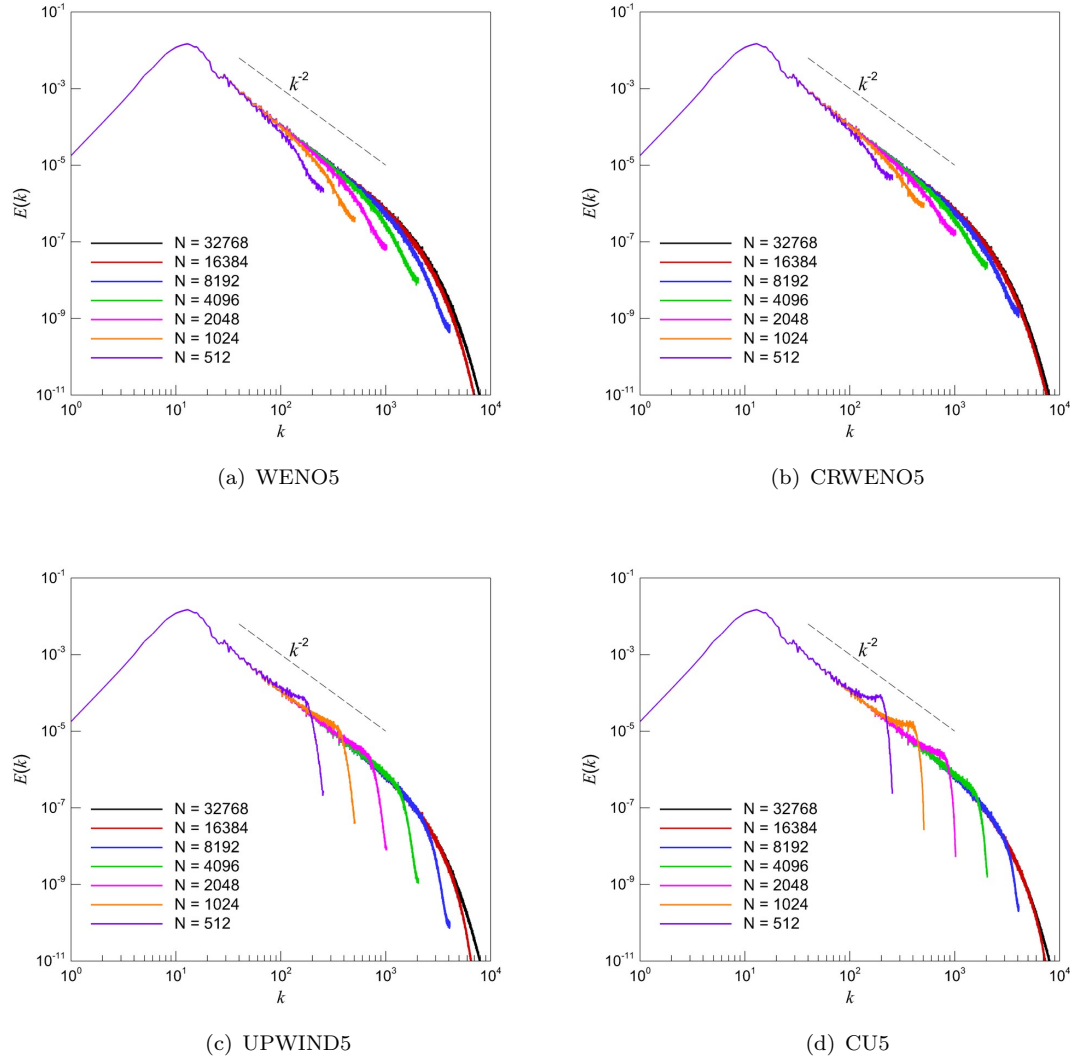 10^-1
10^-3
10^-5
10^-7
10^-9
10^-11
E(k)
k^-2
N = 32768
N = 16384
N = 8192
N = 4096
N = 2048
N = 1024
N = 512
10^0 10^1 10^2 10^3 10^4
k
(a) WENO5
10^-1
10^-3
10^-5
10^-7
10^-9
10^-11
E(k)
k^-2
N = 32768
N = 16384
N = 8192
N = 4096
N = 2048
N = 1024
N = 512
10^0 10^1 10^2 10^3 10^4
k
(b) CRWENO5
10^-1
10^-3
10^-5
10^-7
10^-9
10^-11
E(k)
k^-2
N = 32768
N = 16384
N = 8192
N = 4096
N = 2048
N = 1024
N = 512
10^0 10^1 10^2 10^3 10^4
k
(c) UPWIND5
10^-1
10^-3
10^-5
10^-7
10^-9
10^-11
E(k)
k^-2
N = 32768
N = 16384
N = 8192
N = 4096
N = 2048
N = 1024
N = 512
10^0 10^1 10^2 10^3 10^4
k
(d) CU5